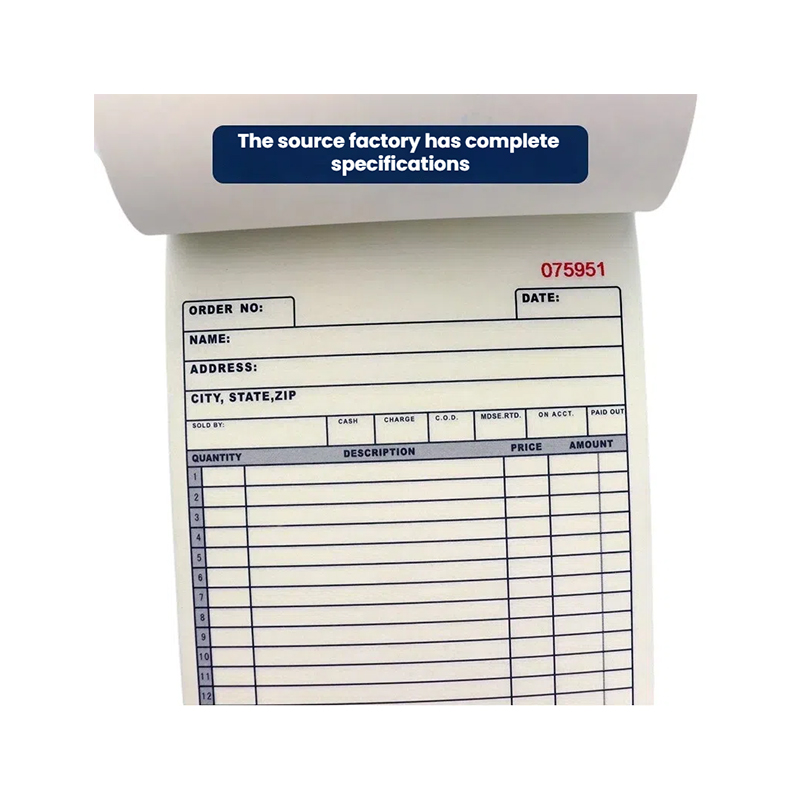 The source factory has complete
specifications
075951
ORDER NO:
DATE:
NAME:
ADDRESS:
CITY, STATE,ZIP
SOLD BY: CASH CHARGE C.O.D. MDSE.RTD. ON ACCT. PAID OUT
QUANTITY DESCRIPTION PRICE AMOUNT
1
2
3
4
5
6
7
8
9
10
11
12